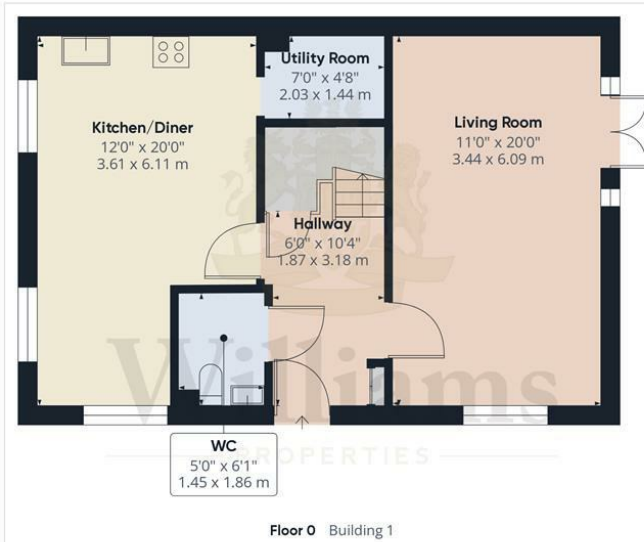 Utility Room
7'0" x 4'8"
2.03 x 1.44 m
Kitchen/Diner
12'0" x 20'0"
3.61 x 6.11 m
Living Room
11'0" x 20'0"
3.44 x 6.09 m
Hallway
6'0" x 10'4"
1.87 x 3.18 m
Williams
PROPERTIES
WC
5'0" x 6'1"
1.45 x 1.86 m
Floor 0 Building 1